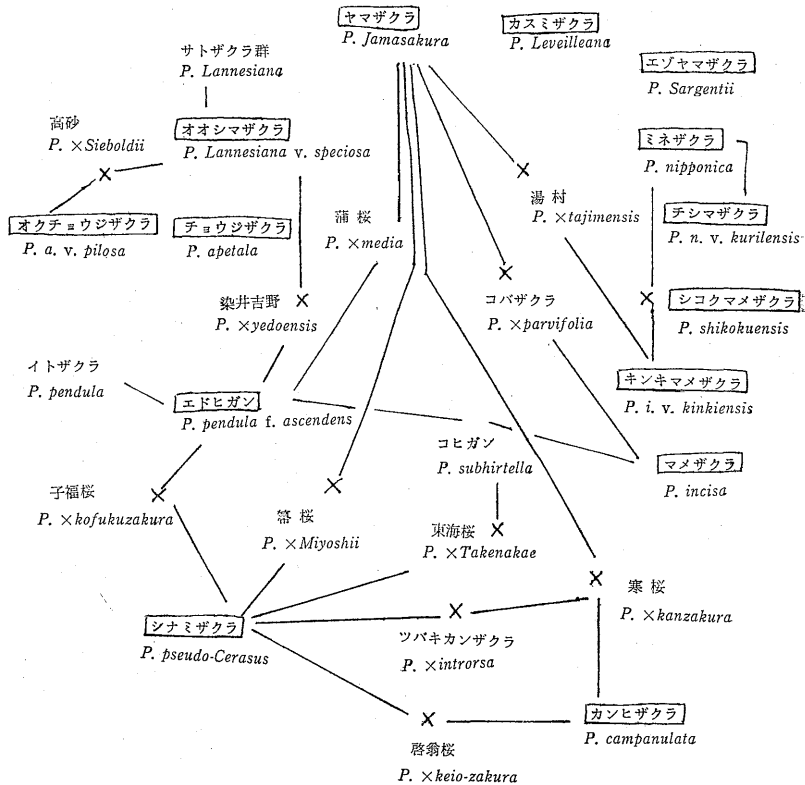 ヤマザクラ
P. Jamasakura
カスミザクラ
P. Leveilleana
サトザクラ群
P. Lannesiana
エゾヤマザクラ
P. Sargentii
高砂
P. ×Sieboldii
オオシマザクラ
P. Lannesiana v. speciosa
ミネザクラ
P. nipponica
湯村
P. ×tajimensis
オクチョウジザクラ
P. a. v. pilosa
チョウジザクラ
P. apetala
蒲桜
P. ×media
チシマザクラ
P. n. v. kurilensis
染井吉野
P. ×yedoensis
コバザクラ
P. ×parvifolia
シコクマメザクラ
P. shikokuensis
イトザクラ
P. pendula
エドヒガン
P. pendula f. ascendens
キンキマメザクラ
P. i. v. kinkiensis
コヒガン
P. subhirtella
マメザクラ
P. incisa
子福桜
P. ×kofukuzakura
箒桜
P. ×Miyoshii
東海桜
P. ×Takenakae
寒桜
P. ×kanzakura
シナミザクラ
P. pseudo-Cerasus
ツバキカンザクラ
P. ×introrsa
カンヒザクラ
P. campanulata
啓翁桜
P. ×keio-zakura